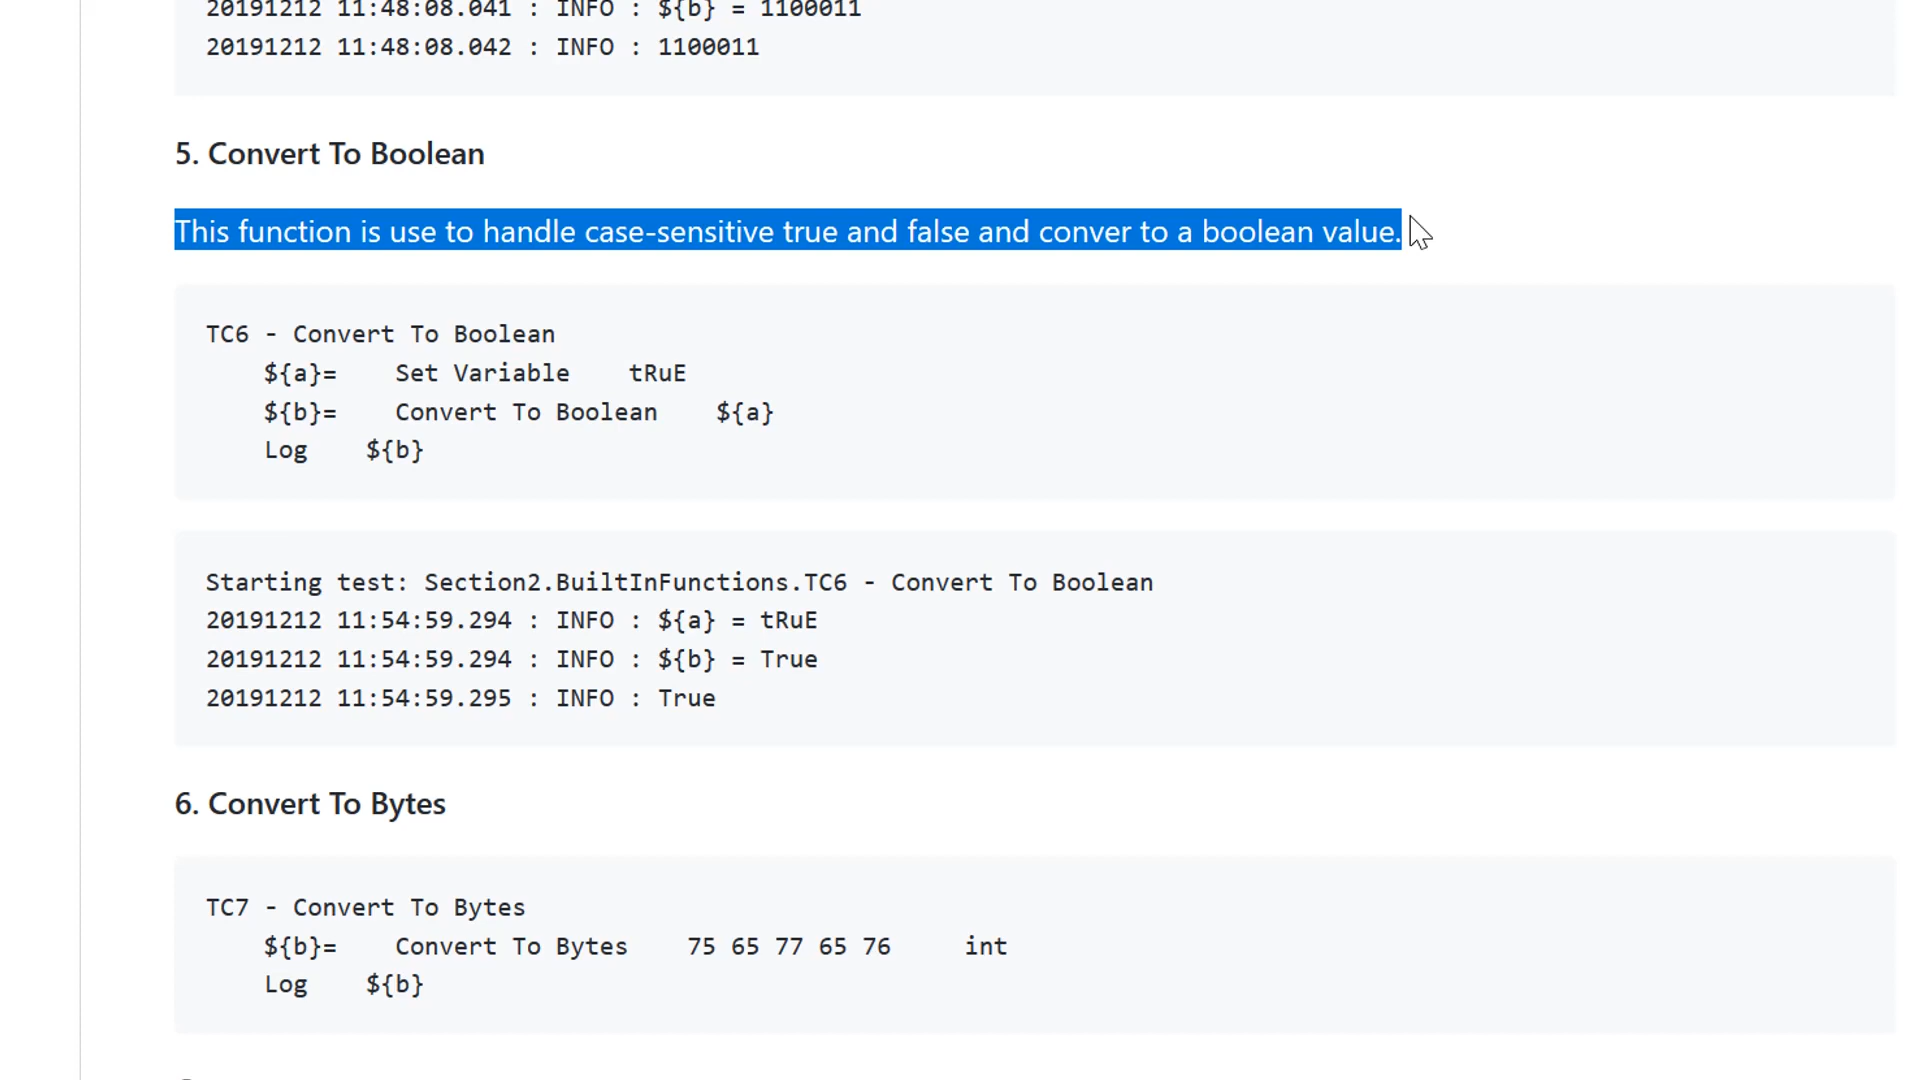 20191212 11:48:08.041 : INFO : ${b} = 1100011
20191212 11:48:08.042 : INFO : 1100011
5. Convert To Boolean
This function is use to handle case-sensitive true and false and conver to a boolean value.
TC6 - Convert To Boolean
    ${a}=    Set Variable    tRuE
    ${b}=    Convert To Boolean    ${a}
    Log    ${b}
Starting test: Section2.BuiltInFunctions.TC6 - Convert To Boolean
20191212 11:54:59.294 : INFO : ${a} = tRuE
20191212 11:54:59.294 : INFO : ${b} = True
20191212 11:54:59.295 : INFO : True
6. Convert To Bytes
TC7 - Convert To Bytes
    ${b}=    Convert To Bytes    75 65 77 65 76     int
    Log    ${b}